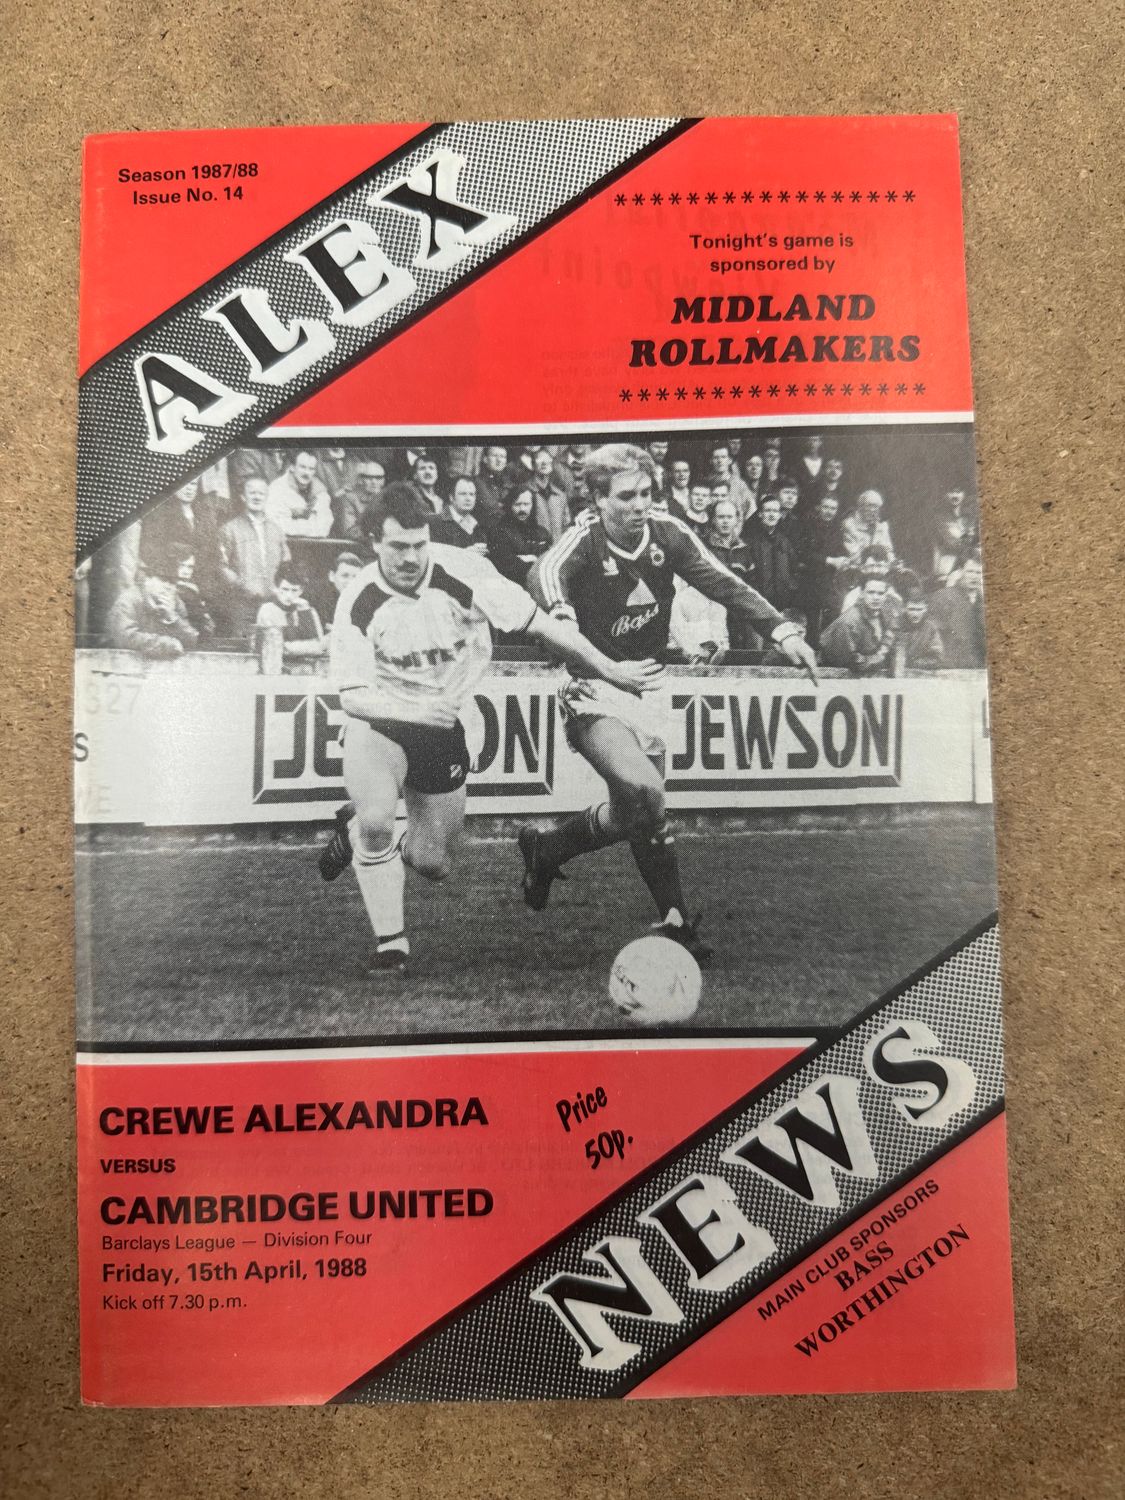 Season 1987/88
Issue No. 14
ALEX
****************
Tonight's game is
sponsored by
MIDLAND
ROLLMAKERS
****************
Bass
JEWSON
JEWSON
CREWE ALEXANDRA
VERSUS
CAMBRIDGE UNITED
Barclays League — Division Four
Friday, 15th April, 1988
Kick off 7.30 p.m.
Price
50p.
NEWS
MAIN CLUB SPONSORS
BASS
WORTHINGTON